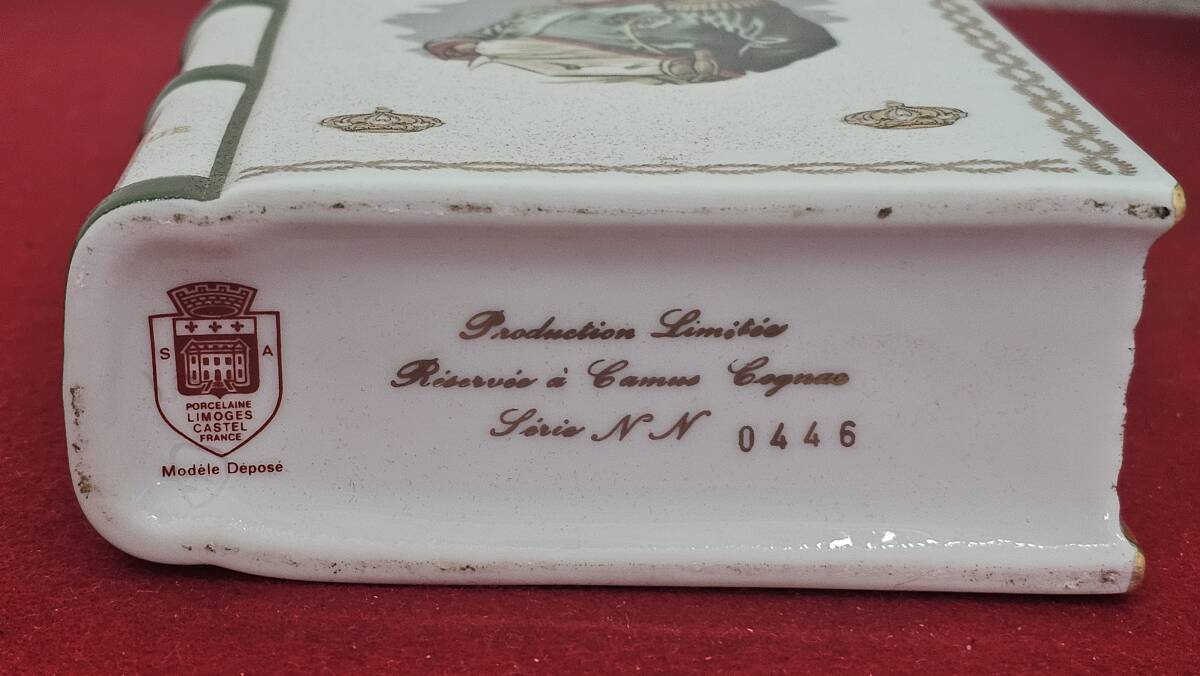 Production Limitée
Réservée à Camus Cognac
Série N N 0446
S A
PORCELAINE
LIMOGES
CASTEL
FRANCE
Modèle Déposé